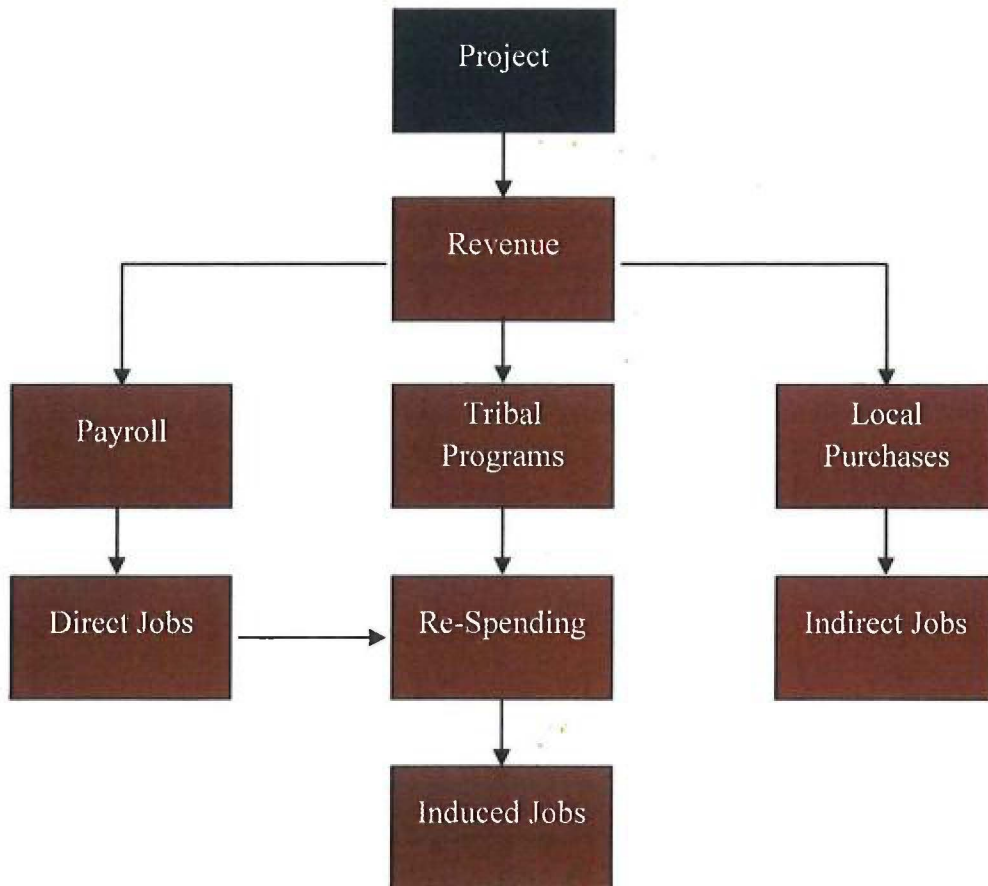 Project
Revenue
Payroll
Tribal
Programs
Local
Purchases
Direct Jobs
Re-Spending
Indirect Jobs
Induced Jobs